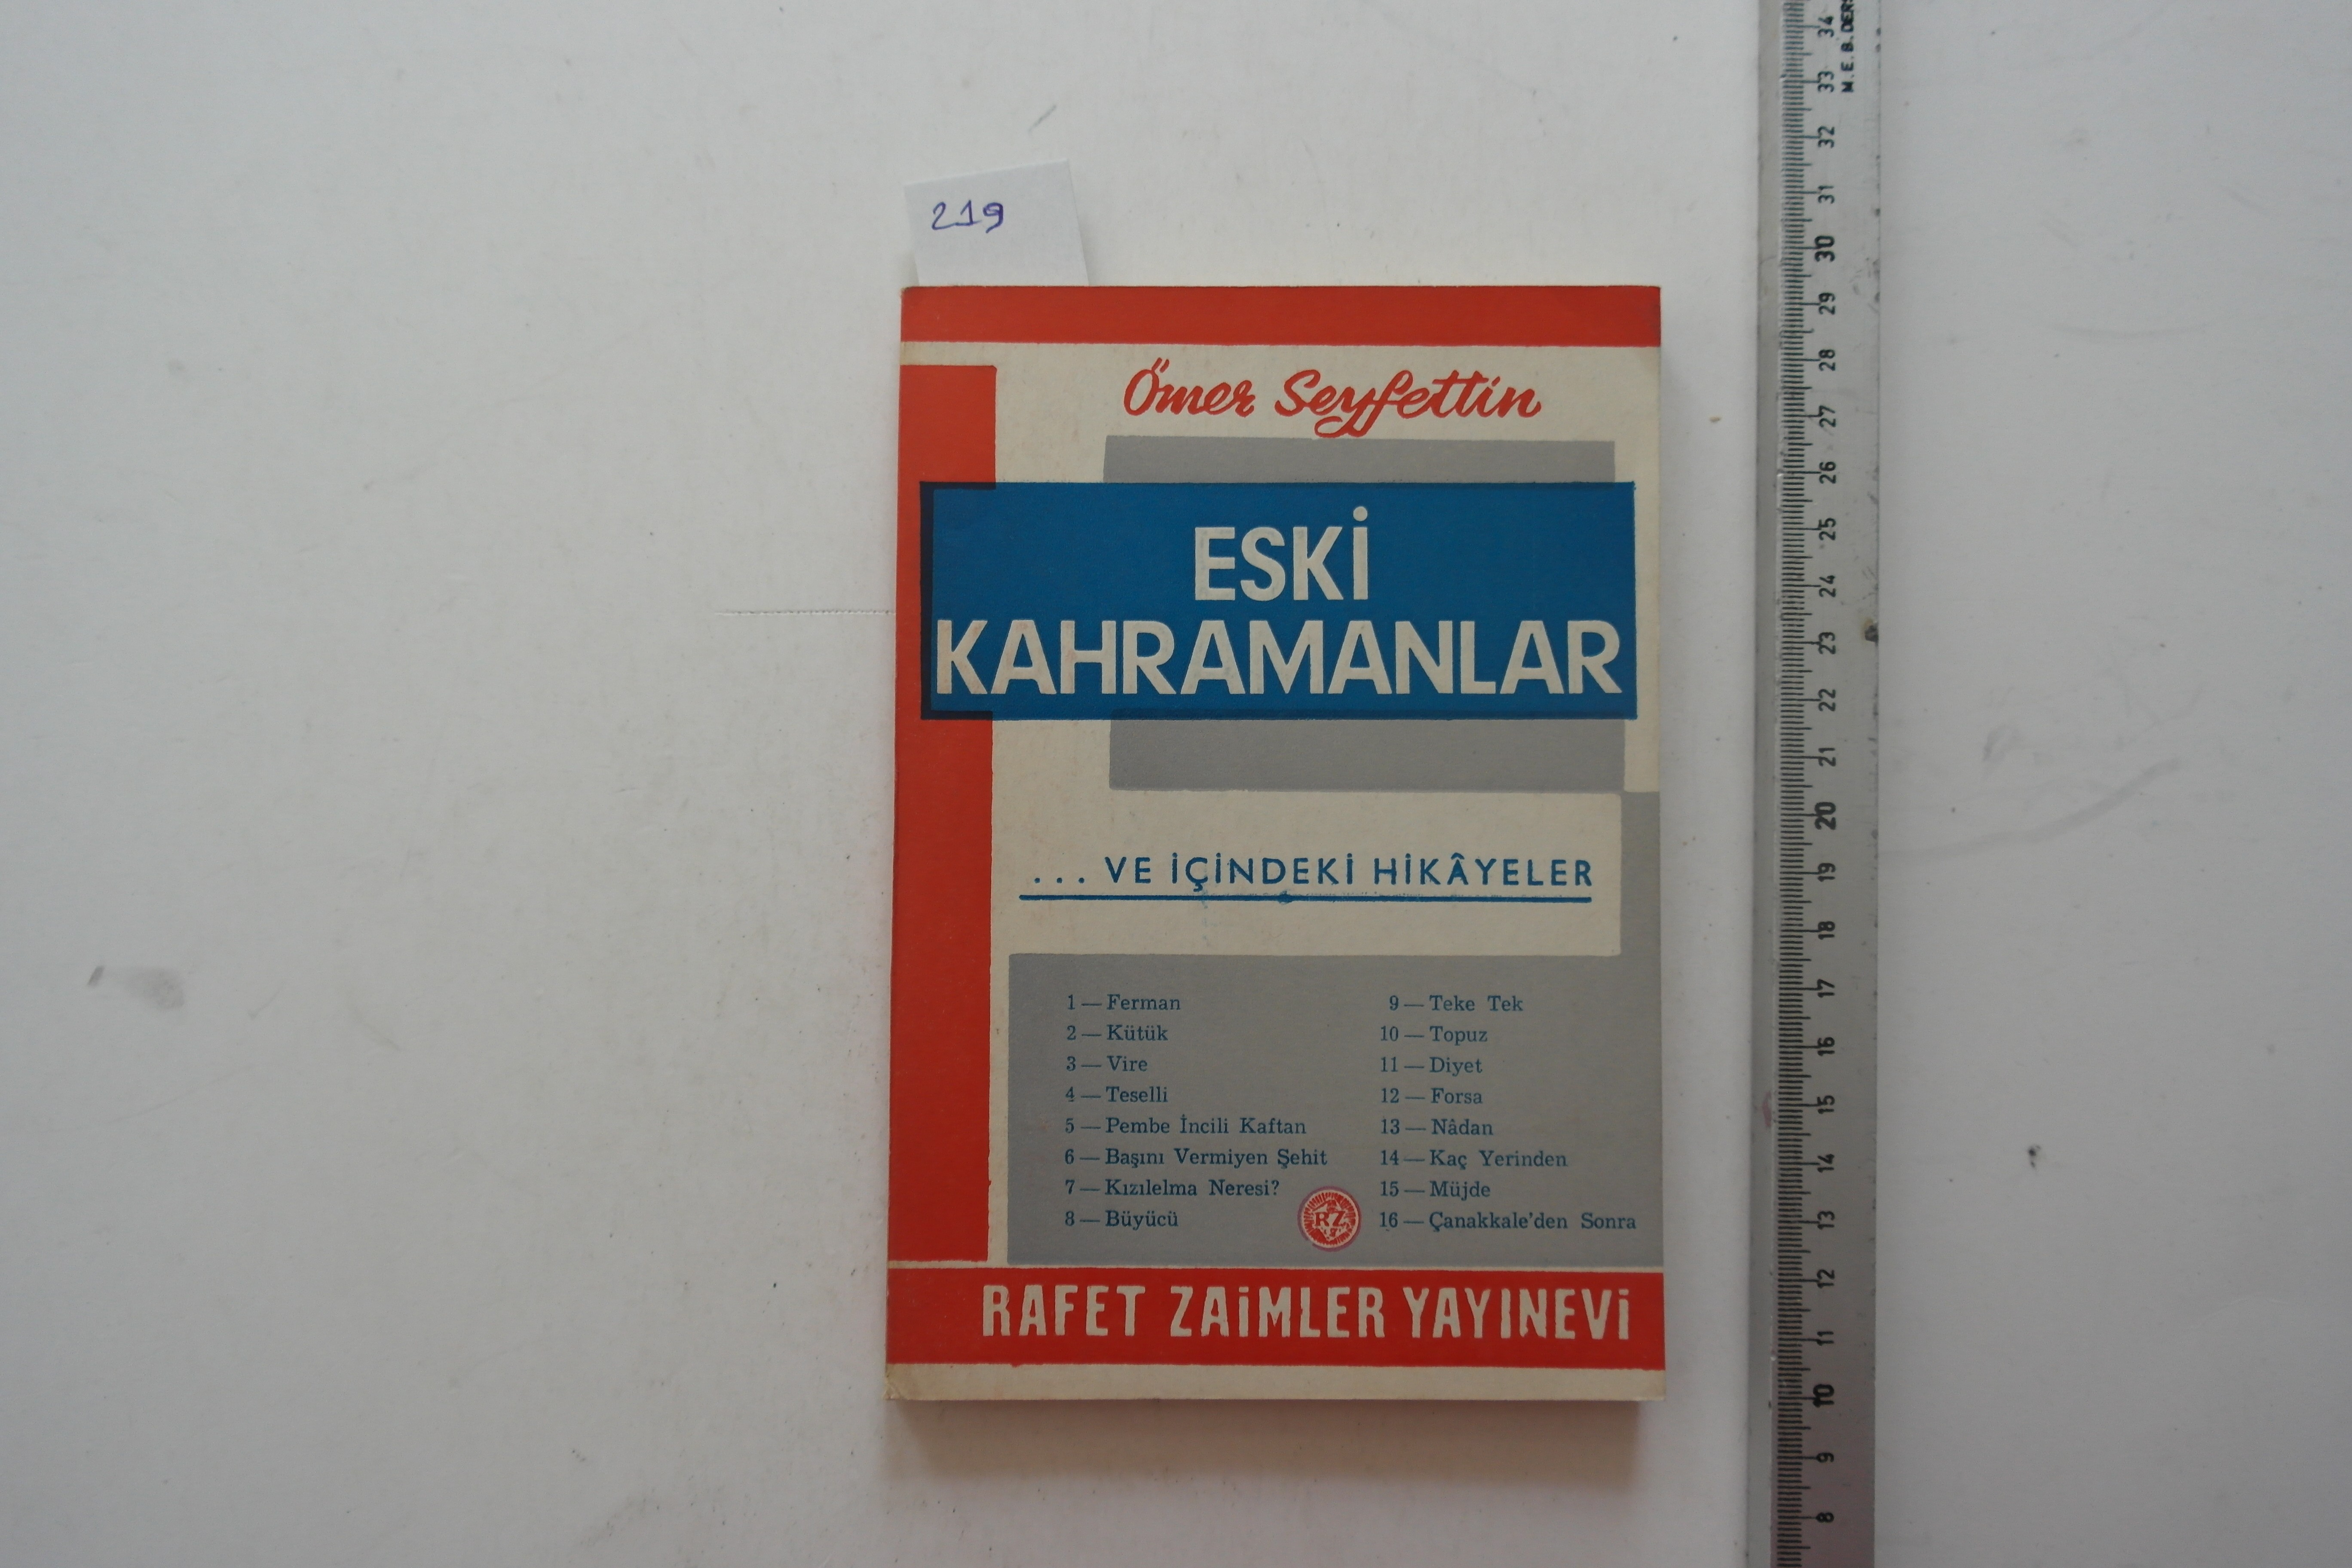 219
Ömer Seyfettin
ESKİ
KAHRAMANLAR
... VE İÇİNDEKİ HİKÂYELER
1 — Ferman
2 — Kütük
3 — Vire
4 — Teselli
5 — Pembe İncili Kaftan
6 — Başını Vermiyen Şehit
7 — Kızılelma Neresi?
8 — Büyücü
9 — Teke Tek
10 — Topuz
11 — Diyet
12 — Forsa
13 — Nâdan
14 — Kaç Yerinden
15 — Müjde
16 — Çanakkale'den Sonra
RZ
RAFET ZAİMLER YAYINEVİ
M.E.B.DERS
34
33
32
31
30
29
28
27
26
25
24
23
22
21
20
19
18
17
16
15
14
13
12
11
10
9
8